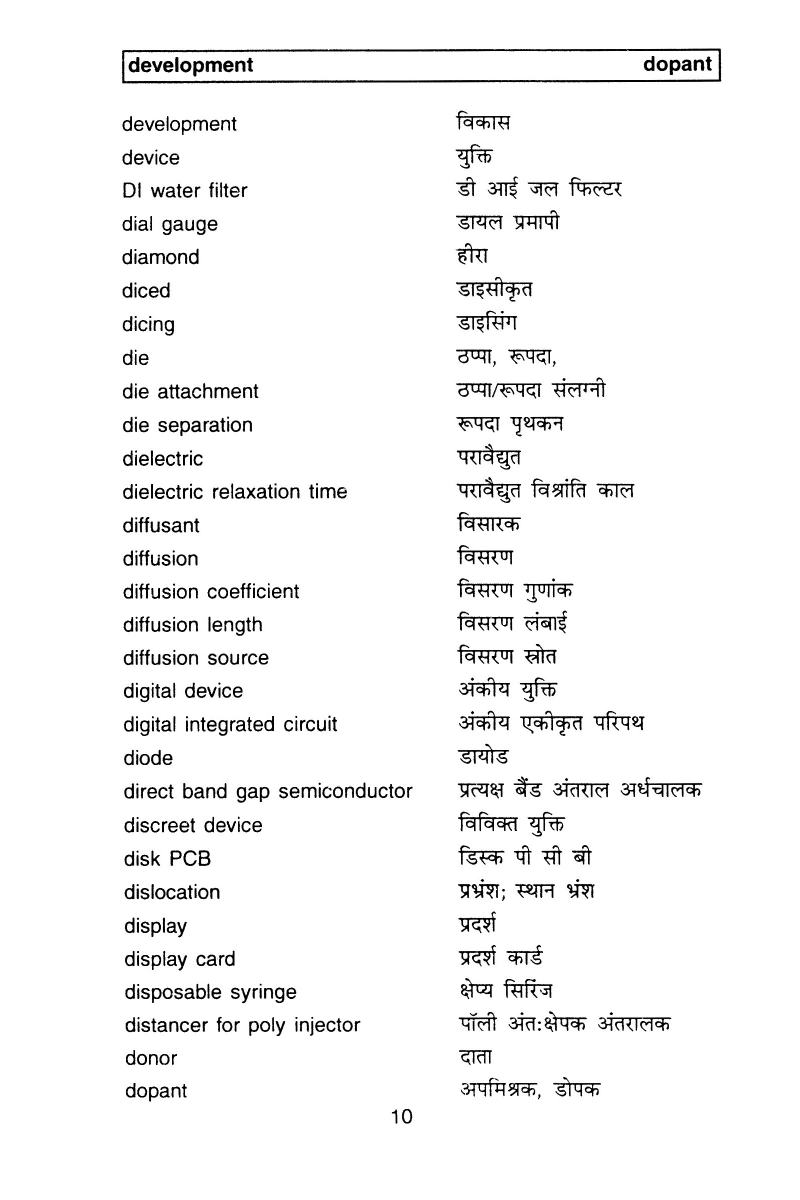 development dopant
development विकास
device युक्ति
DI water filter डी आई जल फिल्टर
dial gauge डायल प्रमापी
diamond हीरा
diced डाइसीकृत
dicing डाइसिंग
die ठप्पा, रूपदा,
die attachment ठप्पा/रूपदा संलग्नी
die separation रूपदा पृथकन
dielectric परावैद्युत
dielectric relaxation time परावैद्युत विश्रांति काल
diffusant विसारक
diffusion विसरण
diffusion coefficient विसरण गुणांक
diffusion length विसरण लंबाई
diffusion source विसरण स्रोत
digital device अंकीय युक्ति
digital integrated circuit अंकीय एकीकृत परिपथ
diode डायोड
direct band gap semiconductor प्रत्यक्ष बैंड अंतराल अर्धचालक
discreet device विविक्त युक्ति
disk PCB डिस्क पी सी बी
dislocation प्रभ्रंश; स्थान भ्रंश
display प्रदर्श
display card प्रदर्श कार्ड
disposable syringe क्षेप्य सिरिंज
distancer for poly injector पॉली अंत:क्षेपक अंतरालक
donor दाता
dopant अपमिश्रक, डोपक
10